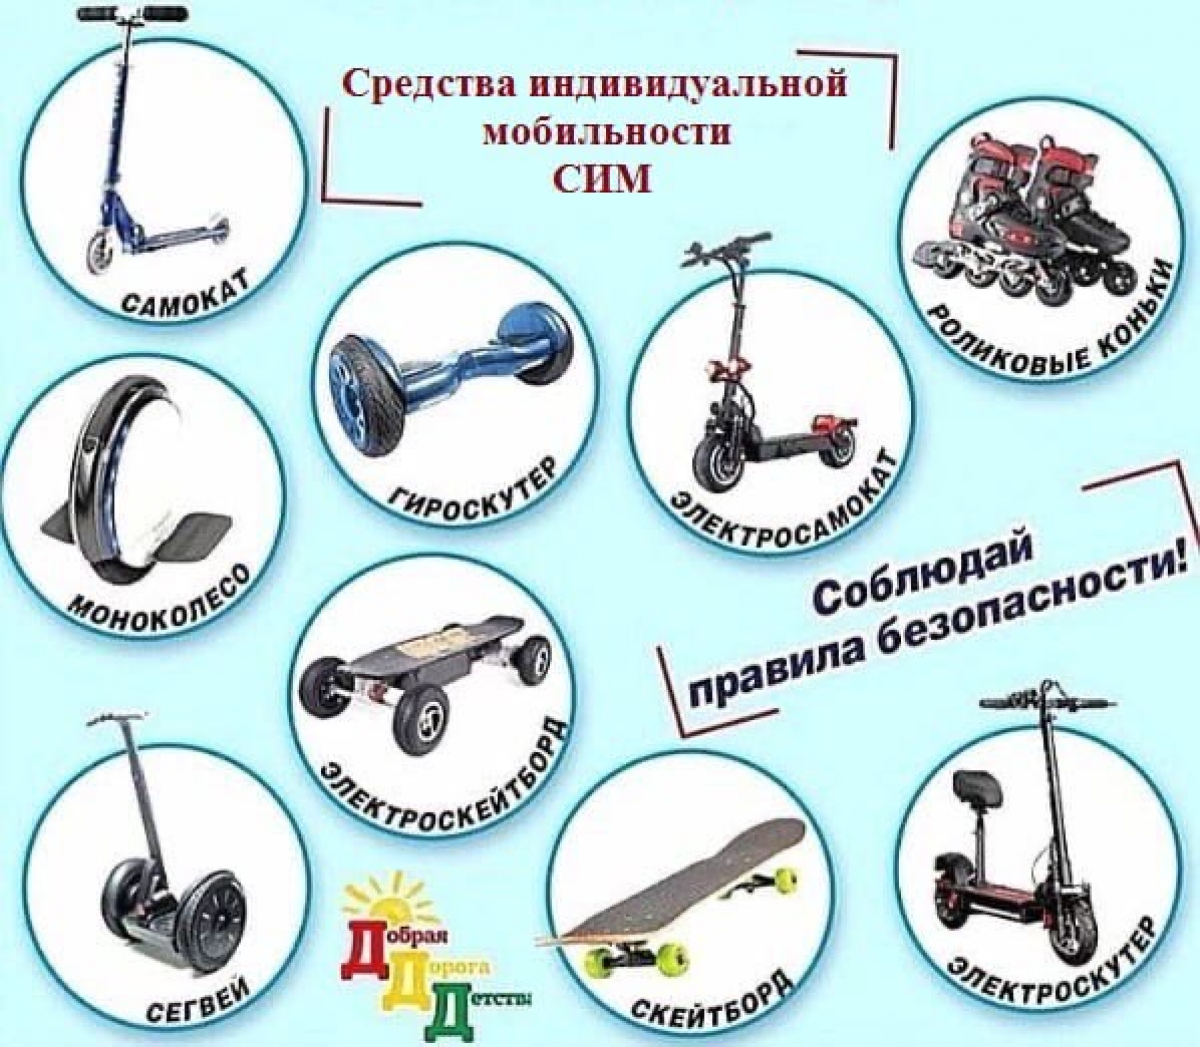 Средства индивидуальной
мобильности
СИМ
САМОКАТ
РОЛИКОВЫЕ КОНЬКИ
ГИРОСКУТЕР
ЭЛЕКТРОСАМОКАТ
МОНОКОЛЕСО
Соблюдай
правила безопасности!
ЭЛЕКТРОСКЕЙТБОРД
СЕГВЕЙ
Добрая
Дорога
Детства
СКЕЙТБОРД
ЭЛЕКТРОСКУТЕР